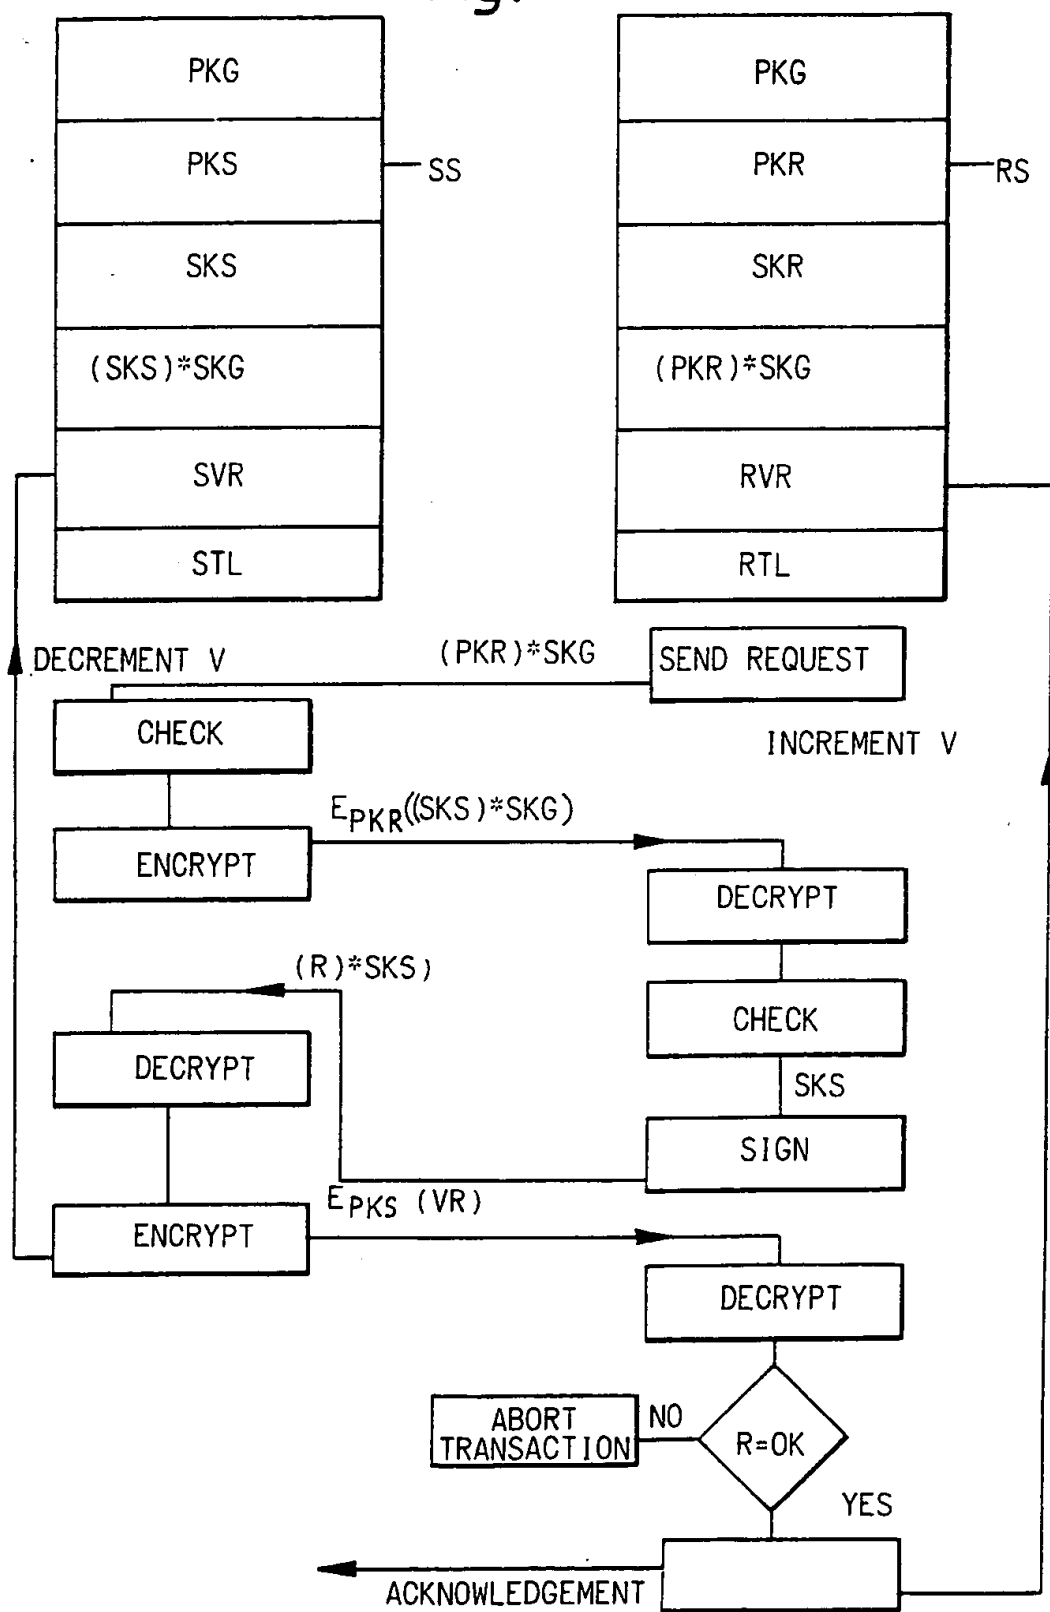 PKG
PKS
SS
SKS
(SKS)*SKG
SVR
STL
PKG
PKR
RS
SKR
(PKR)*SKG
RVR
RTL
DECREMENT V
(PKR)*SKG
SEND REQUEST
CHECK
INCREMENT V
EPKR((SKS)*SKG)
ENCRYPT
DECRYPT
(R)*SKS)
CHECK
DECRYPT
SKS
SIGN
EPKS (VR)
ENCRYPT
DECRYPT
ABORT
TRANSACTION
NO
R=OK
YES
ACKNOWLEDGEMENT